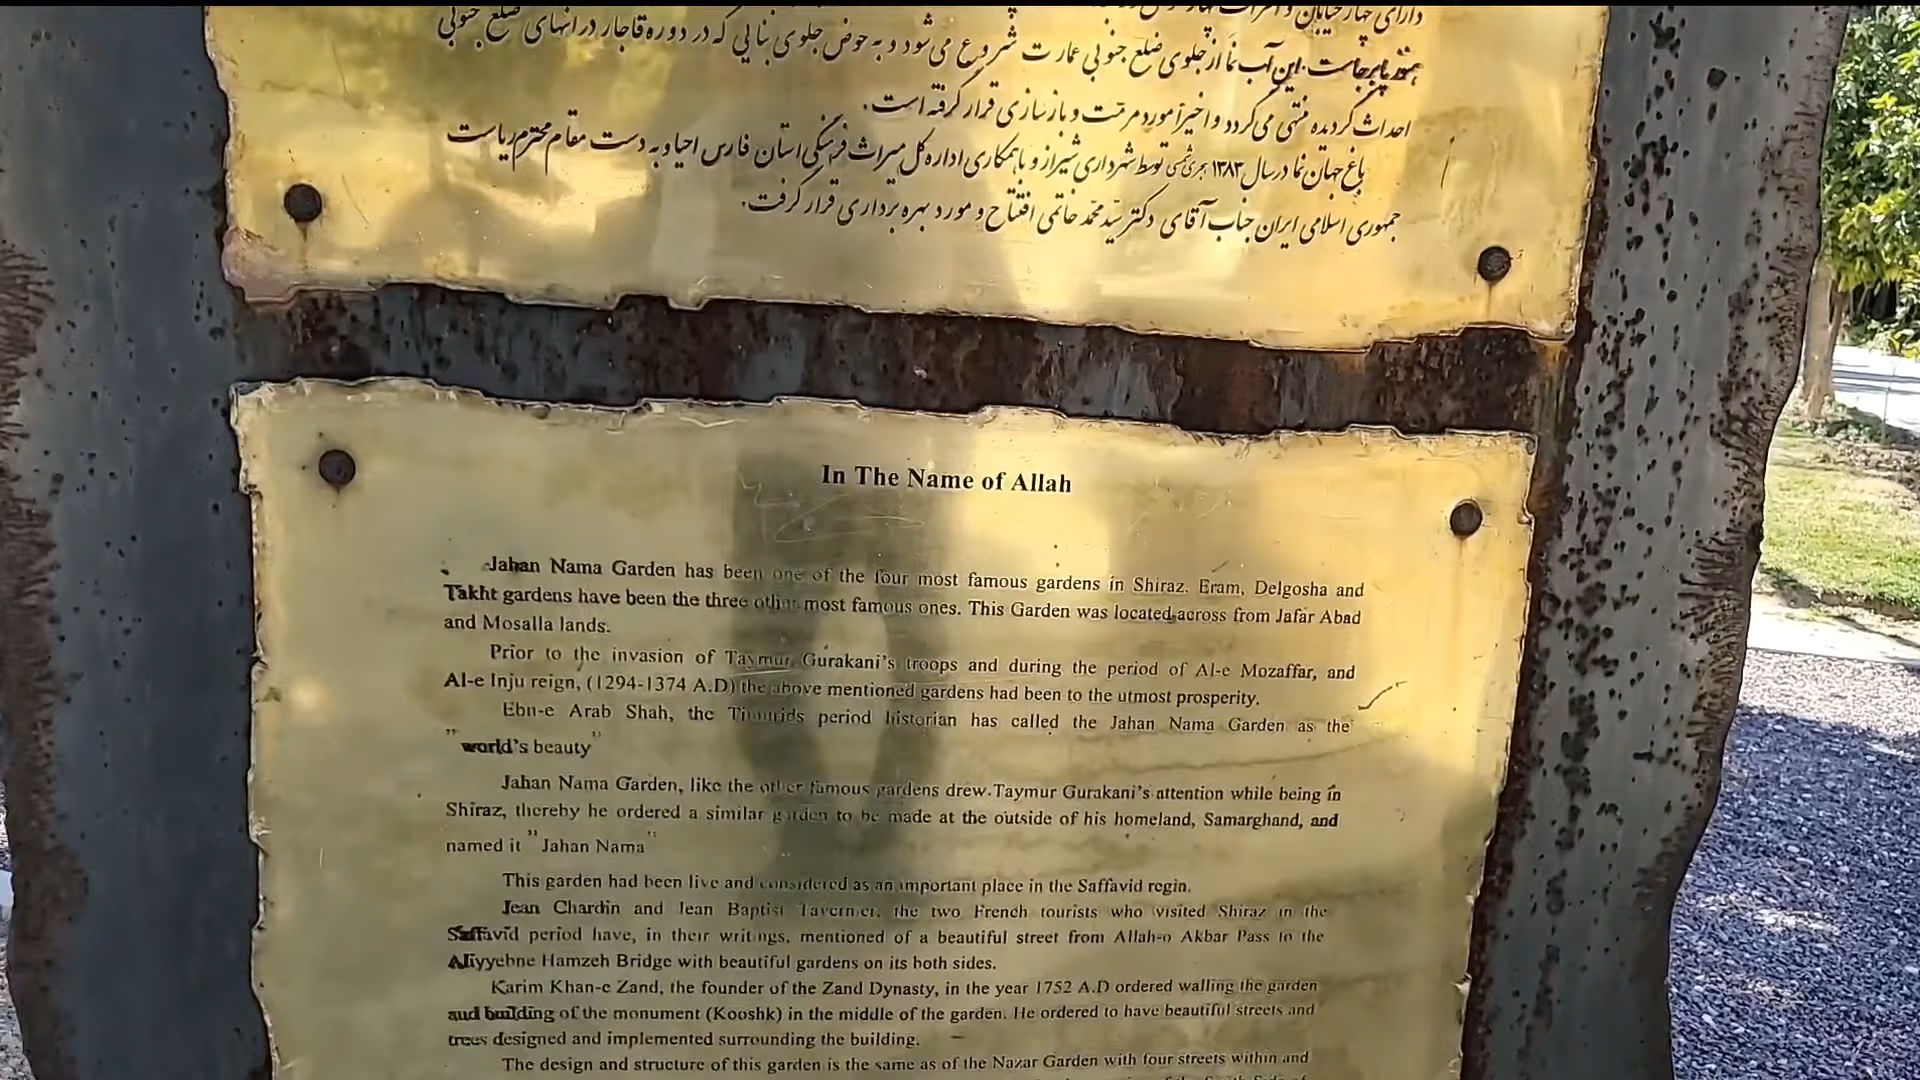 دارای چهار خیابان و
هنوز پابرجاست. این آب نما از جلوی ضلع جنوبی عمارت شروع می‌شود و به حوض جلوی بنایی که در دوره قاجار در انتهای ضلع جنوبی
احداث گردیده منتهی می‌گردد و اخیراً مورد مرمت و بازسازی قرار گرفته است.
باغ جهان نما در سال ۱۳۸۳ هجری شمسی توسط شهرداری شیراز و با همکاری اداره کل میراث فرهنگی استان فارس احیا و به دست مقام محترم ریاست
جمهوری اسلامی ایران جناب آقای دکتر سیّد محمّد خاتمی افتتاح و مورد بهره برداری قرار گرفت.
In The Name of Allah
Jahan Nama Garden has been one of the four most famous gardens in Shiraz. Eram, Delgosha and
Takht gardens have been the three other most famous ones. This Garden was located across from Jafar Abad
and Mosalla lands.
Prior to the invasion of Taymur Gurakani's troops and during the period of Al-e Mozaffar, and
Al-e Inju reign, (1294-1374 A.D) the above mentioned gardens had been to the utmost prosperity.
Ebn-e Arab Shah, the Timurids period historian has called the Jahan Nama Garden as the
"world's beauty"
Jahan Nama Garden, like the other famous gardens drew Taymur Gurakani's attention while being in
Shiraz, thereby he ordered a similar garden to be made at the outside of his homeland, Samarghand, and
named it "Jahan Nama"
This garden had been live and considered as an important place in the Saffavid regin.
Jean Chardin and Jean Baptist Tavernier, the two French tourists who visited Shiraz in the
Saffavid period have, in their writings, mentioned of a beautiful street from Allah-o Akbar Pass to the
Aliyyebne Hamzeh Bridge with beautiful gardens on its both sides.
Karim Khan-e Zand, the founder of the Zand Dynasty, in the year 1752 A.D ordered walling the garden
and building of the monument (Kooshk) in the middle of the garden. He ordered to have beautiful streets and
trees designed and implemented surrounding the building.
The design and structure of this garden is the same as of the Nazar Garden with four streets within and